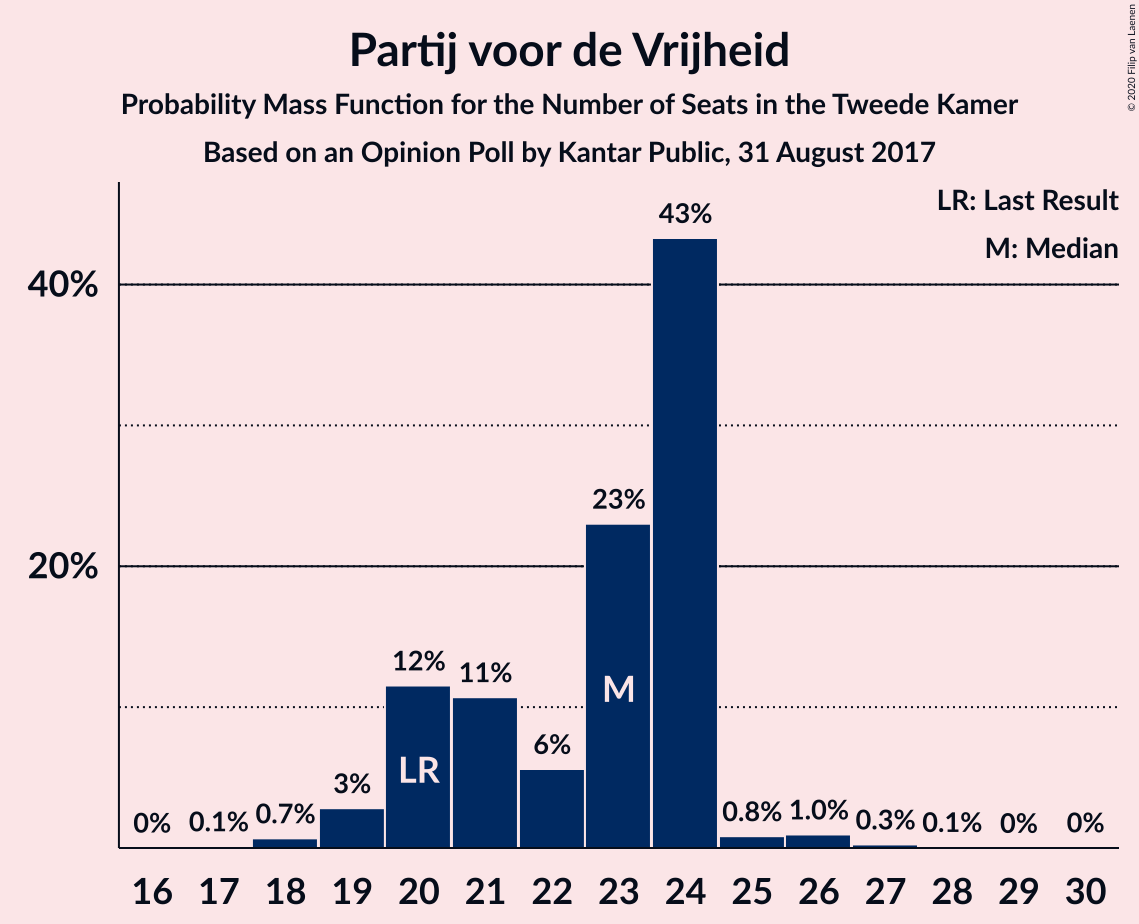 Partij voor de Vrijheid
Probability Mass Function for the Number of Seats in the Tweede Kamer
Based on an Opinion Poll by Kantar Public, 31 August 2017
© 2020 Filip van Laenen
LR: Last Result
M: Median
40%
20%
0% 0.1% 0.7% 3% 12% 11% 6% 23% 43% 0.8% 1.0% 0.3% 0.1% 0% 0%
LR M
16 17 18 19 20 21 22 23 24 25 26 27 28 29 30